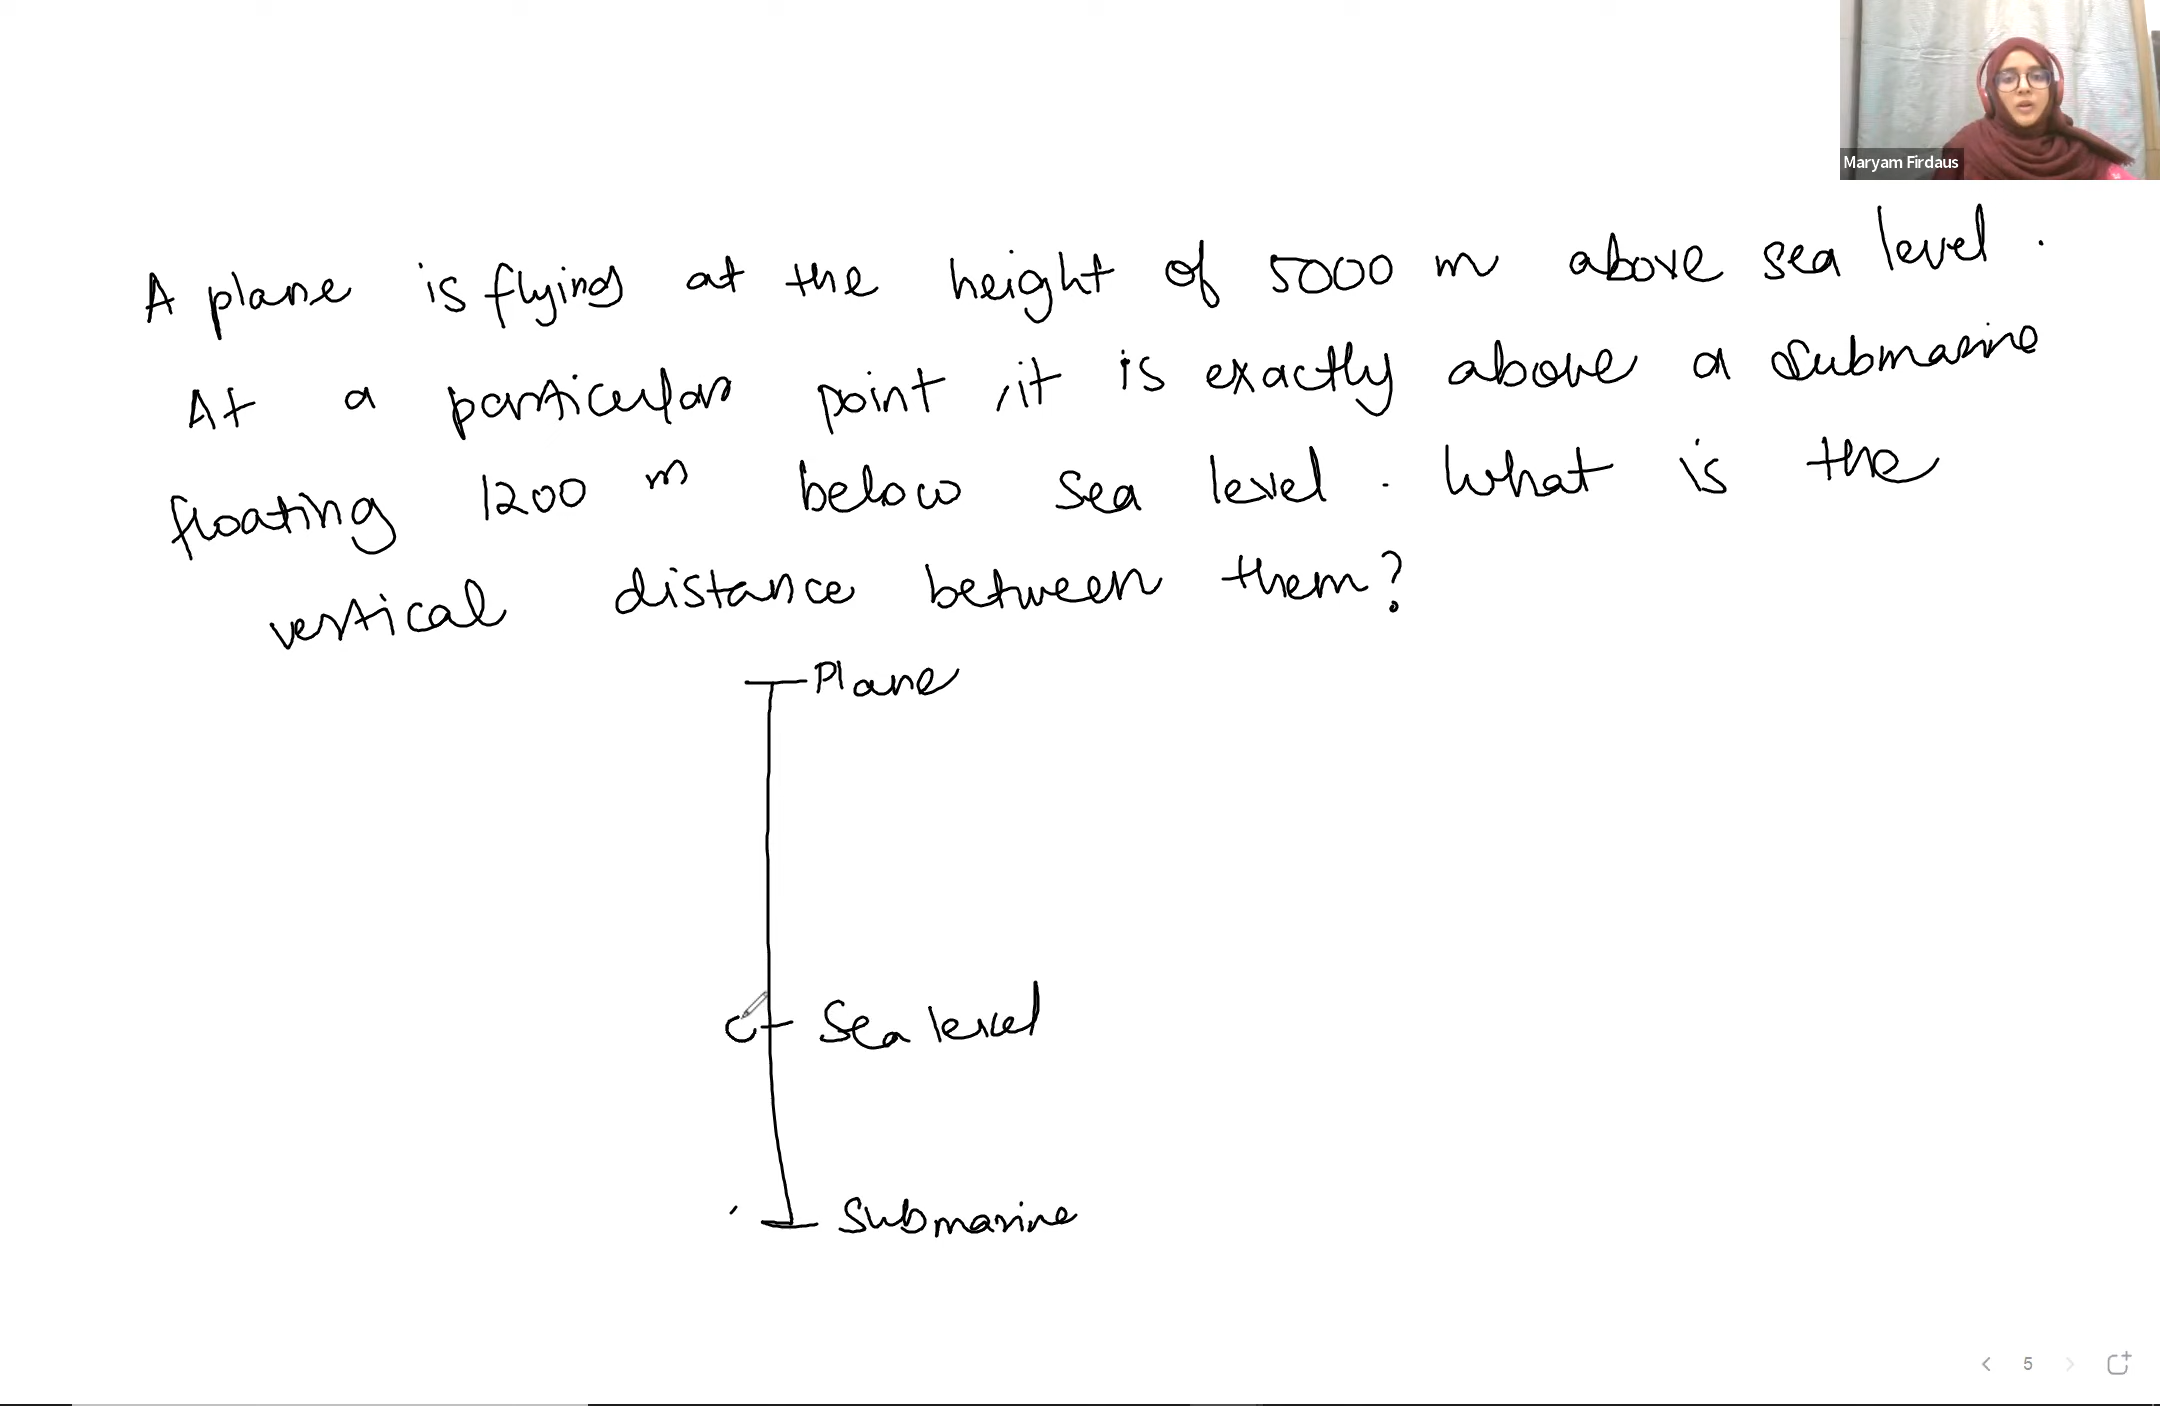 Maryam Firdaus
A plane is flying at the height of 5000 m above sea level.
At a particular point, it is exactly above a submarine
floating 1200 m below sea level. What is the
vertical distance between them?
Plane
Sea level
Submarine
5